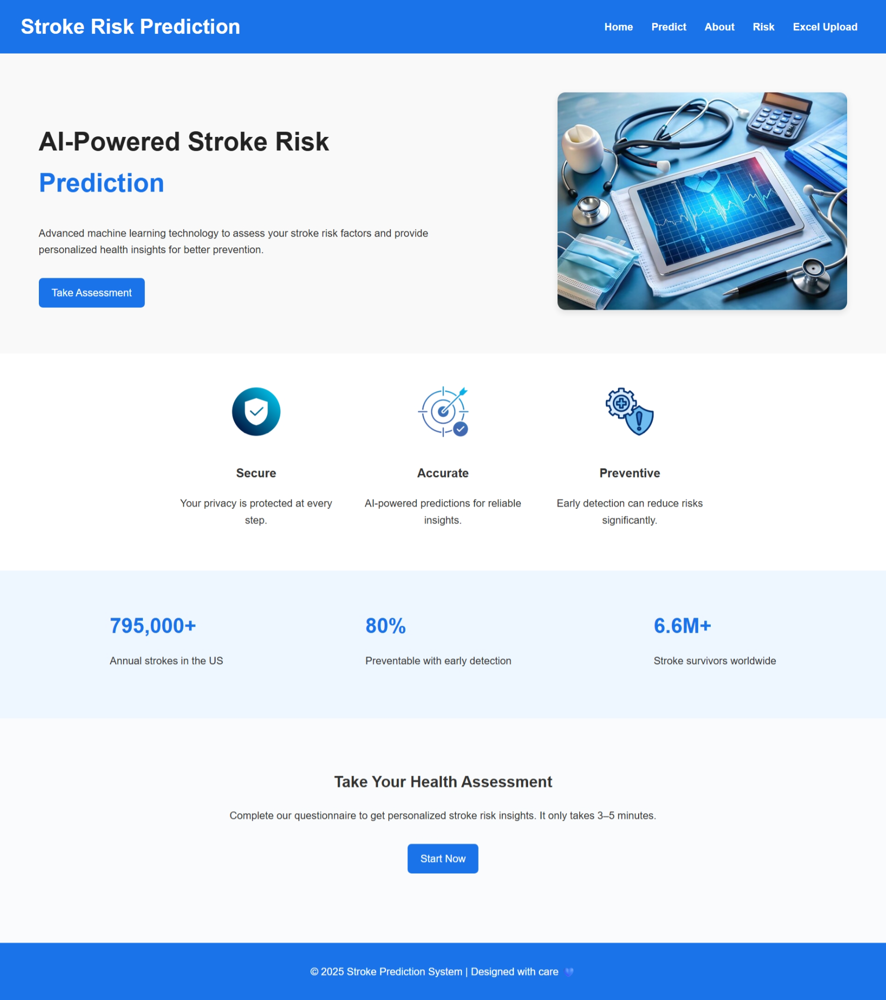 Stroke Risk Prediction
Home Predict About Risk Excel Upload
AI-Powered Stroke Risk
Prediction
Advanced machine learning technology to assess your stroke risk factors and provide
personalized health insights for better prevention.
Take Assessment
Secure
Your privacy is protected at every
step.
Accurate
AI-powered predictions for reliable
insights.
Preventive
Early detection can reduce risks
significantly.
795,000+
Annual strokes in the US
80%
Preventable with early detection
6.6M+
Stroke survivors worldwide
Take Your Health Assessment
Complete our questionnaire to get personalized stroke risk insights. It only takes 3–5 minutes.
Start Now
© 2025 Stroke Prediction System | Designed with care 💙